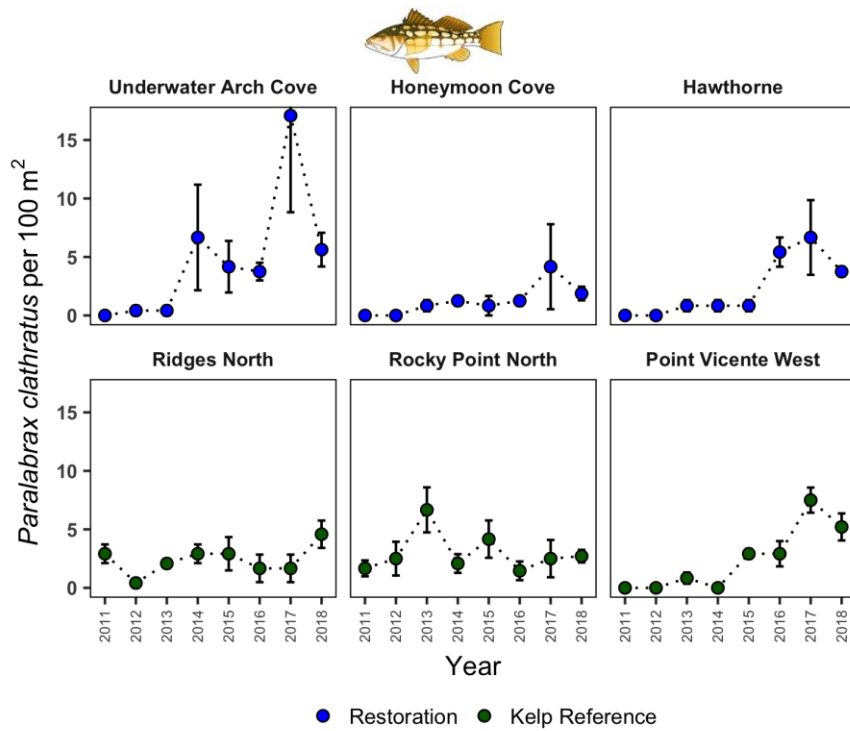 Underwater Arch Cove Honeymoon Cove Hawthorne
15
10
5
0
Ridges North Rocky Point North Point Vicente West
15
10
5
0
Paralabrax clathratus per 100 m²
2011 2012 2013 2014 2015 2016 2017 2018 2011 2012 2013 2014 2015 2016 2017 2018 2011 2012 2013 2014 2015 2016 2017 2018
Year
Restoration Kelp Reference